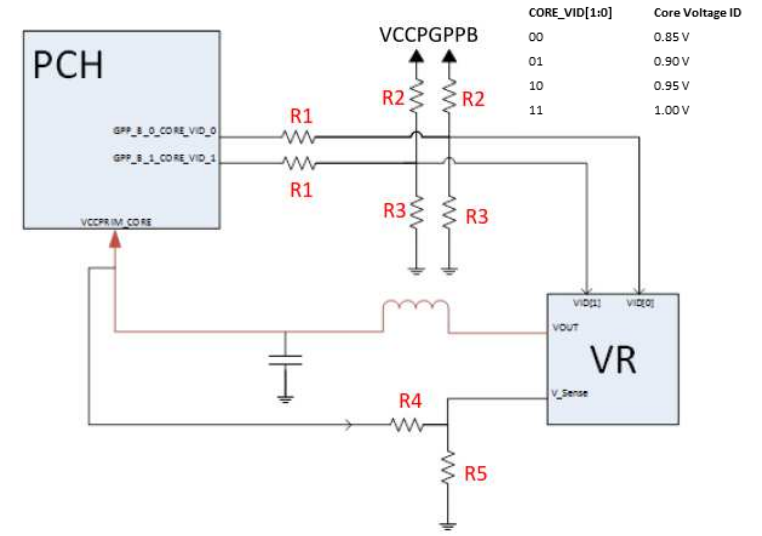 CORE_VID[1:0] Core Voltage ID
00 0.85 V
01 0.90 V
10 0.95 V
11 1.00 V
VCCPGPPB
PCH
R2 R2
R1
GPP_B_0_CORE_VID_0
GPP_B_1_CORE_VID_1
R1
R3 R3
VCCPRIM_CORE
VID[1] VID[0]
VOUT
VR
V_Sense
R4
R5